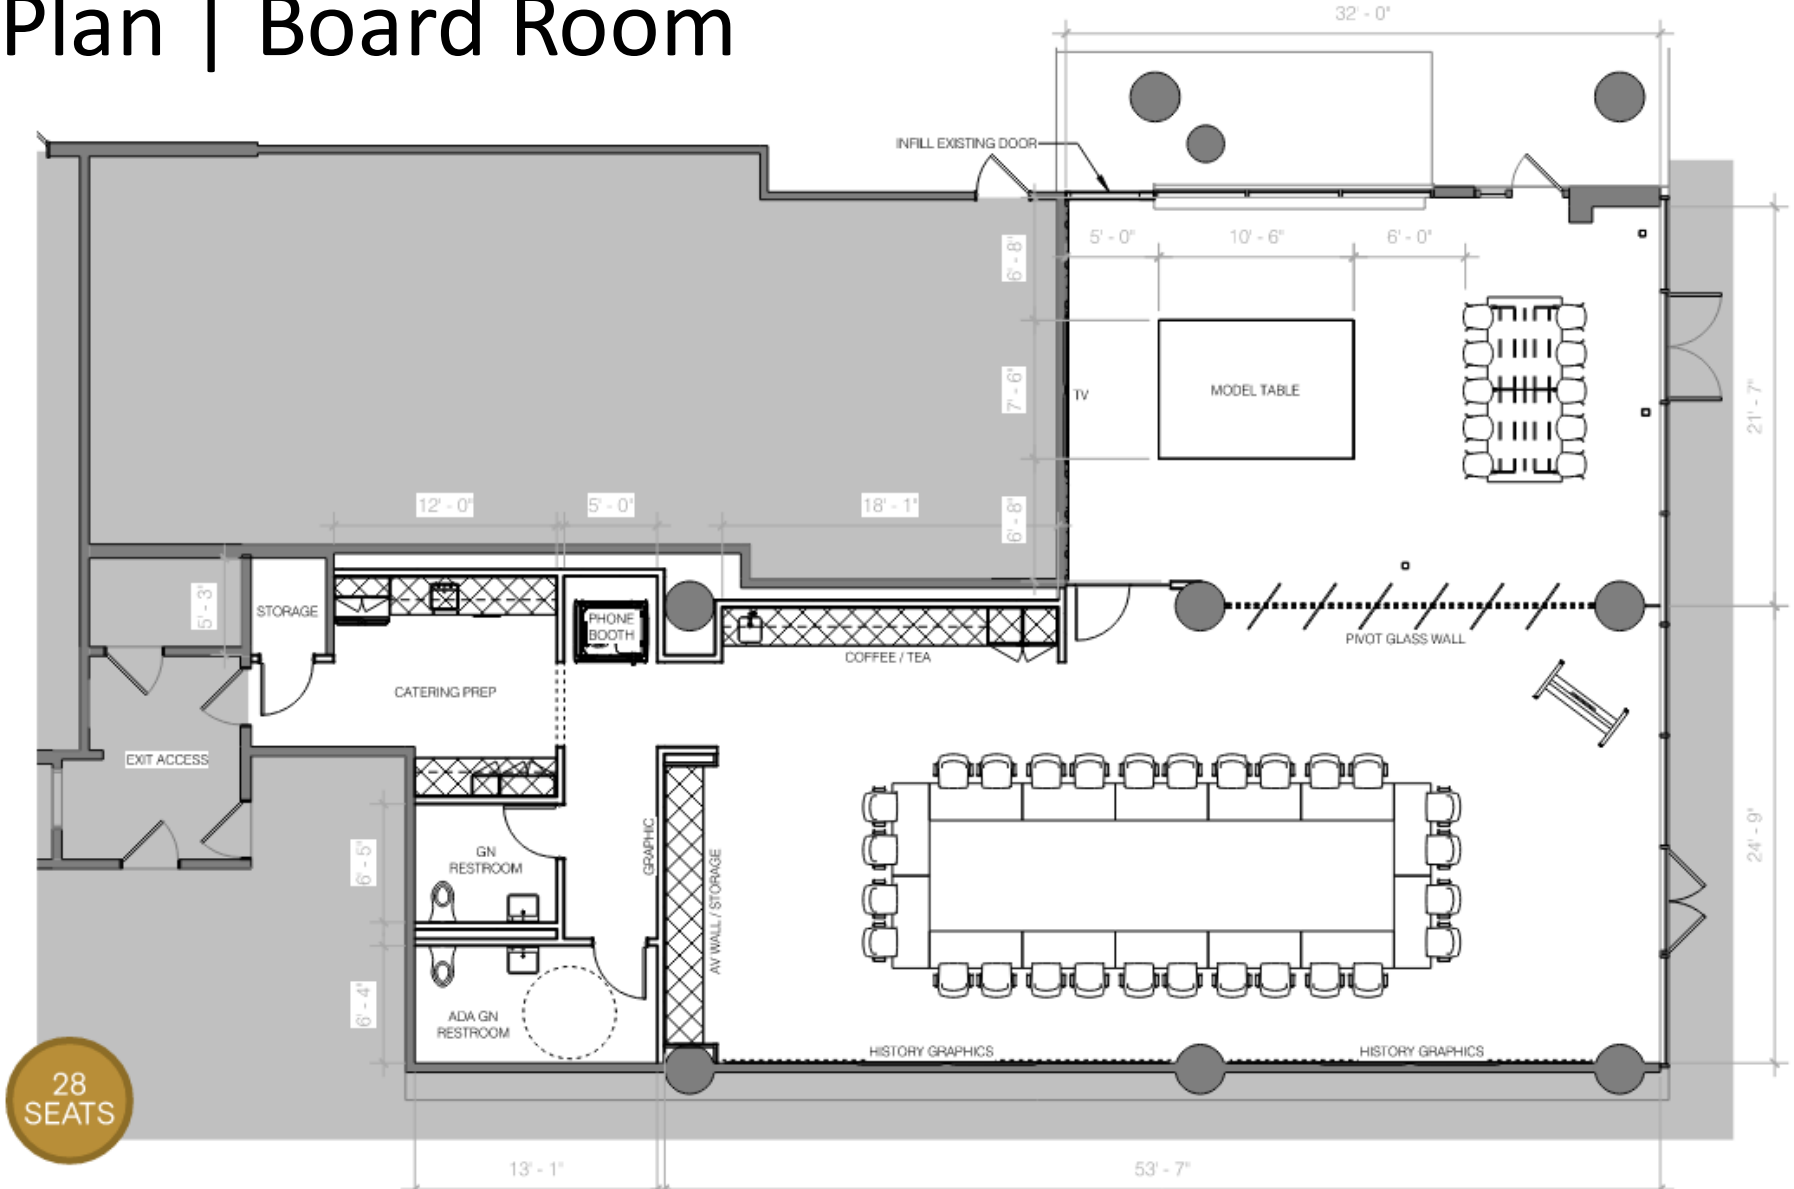 Plan | Board Room
32' - 0"
INFILL EXISTING DOOR
5' - 0"
10' - 6"
6' - 0"
6' - 8"
7' - 6"
6' - 8"
TV
MODEL TABLE
21' - 7"
12' - 0"
5' - 0"
18' - 1"
5' - 3"
STORAGE
PHONE
BOOTH
COFFEE / TEA
PIVOT GLASS WALL
CATERING PREP
EXIT ACCESS
GN
RESTROOM
GRAPHIC
AV WALL / STORAGE
24' - 9"
6' - 5"
6' - 4"
ADA GN
RESTROOM
HISTORY GRAPHICS
HISTORY GRAPHICS
28
SEATS
13' - 1"
53' - 7"